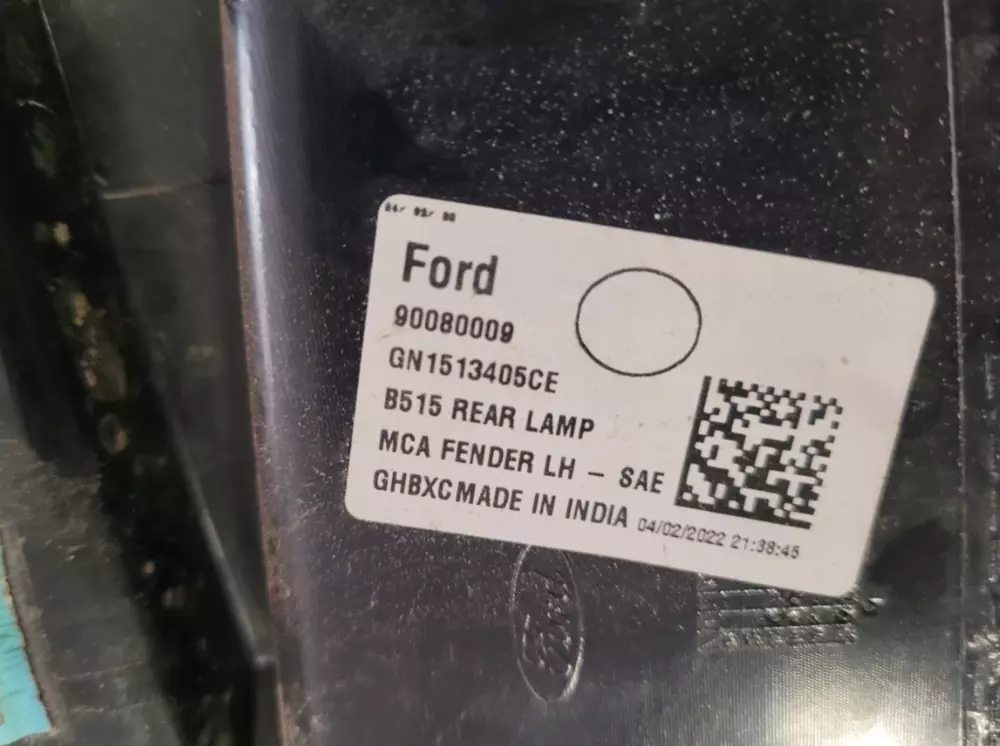 Ford
90080009
GN1513405CE
B515 REAR LAMP
MCA FENDER LH - SAE
GHBXCMADE IN INDIA 04/02/2022 21:38:45
Ford